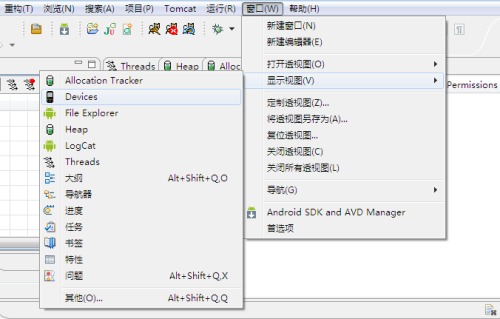 重构(T) 浏览(N) 搜索(A) 项目(P) Tomcat 运行(R) 窗口(W) 帮助(H)
新建窗口(N)
新建编辑器(E)
打开透视图(O)
显示视图(V)
定制透视图(Z)...
将透视图另存为(A)...
复位透视图...
关闭透视图(C)
关闭所有透视图(L)
导航(G)
Android SDK and AVD Manager
首选项
Threads Heap Alloc
Permissions
Allocation Tracker
Devices
File Explorer
Heap
LogCat
Threads
大纲 Alt+Shift+Q,O
导航器
进度
任务
书签
特性
问题 Alt+Shift+Q,X
其他(O)... Alt+Shift+Q,Q